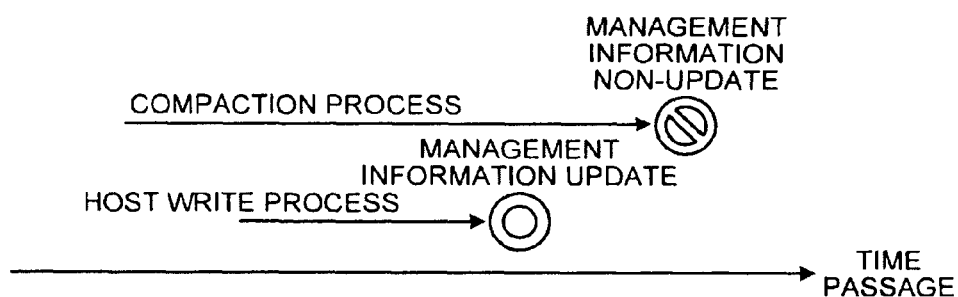 MANAGEMENT
INFORMATION
NON-UPDATE
COMPACTION PROCESS
MANAGEMENT
INFORMATION UPDATE
HOST WRITE PROCESS
TIME
PASSAGE